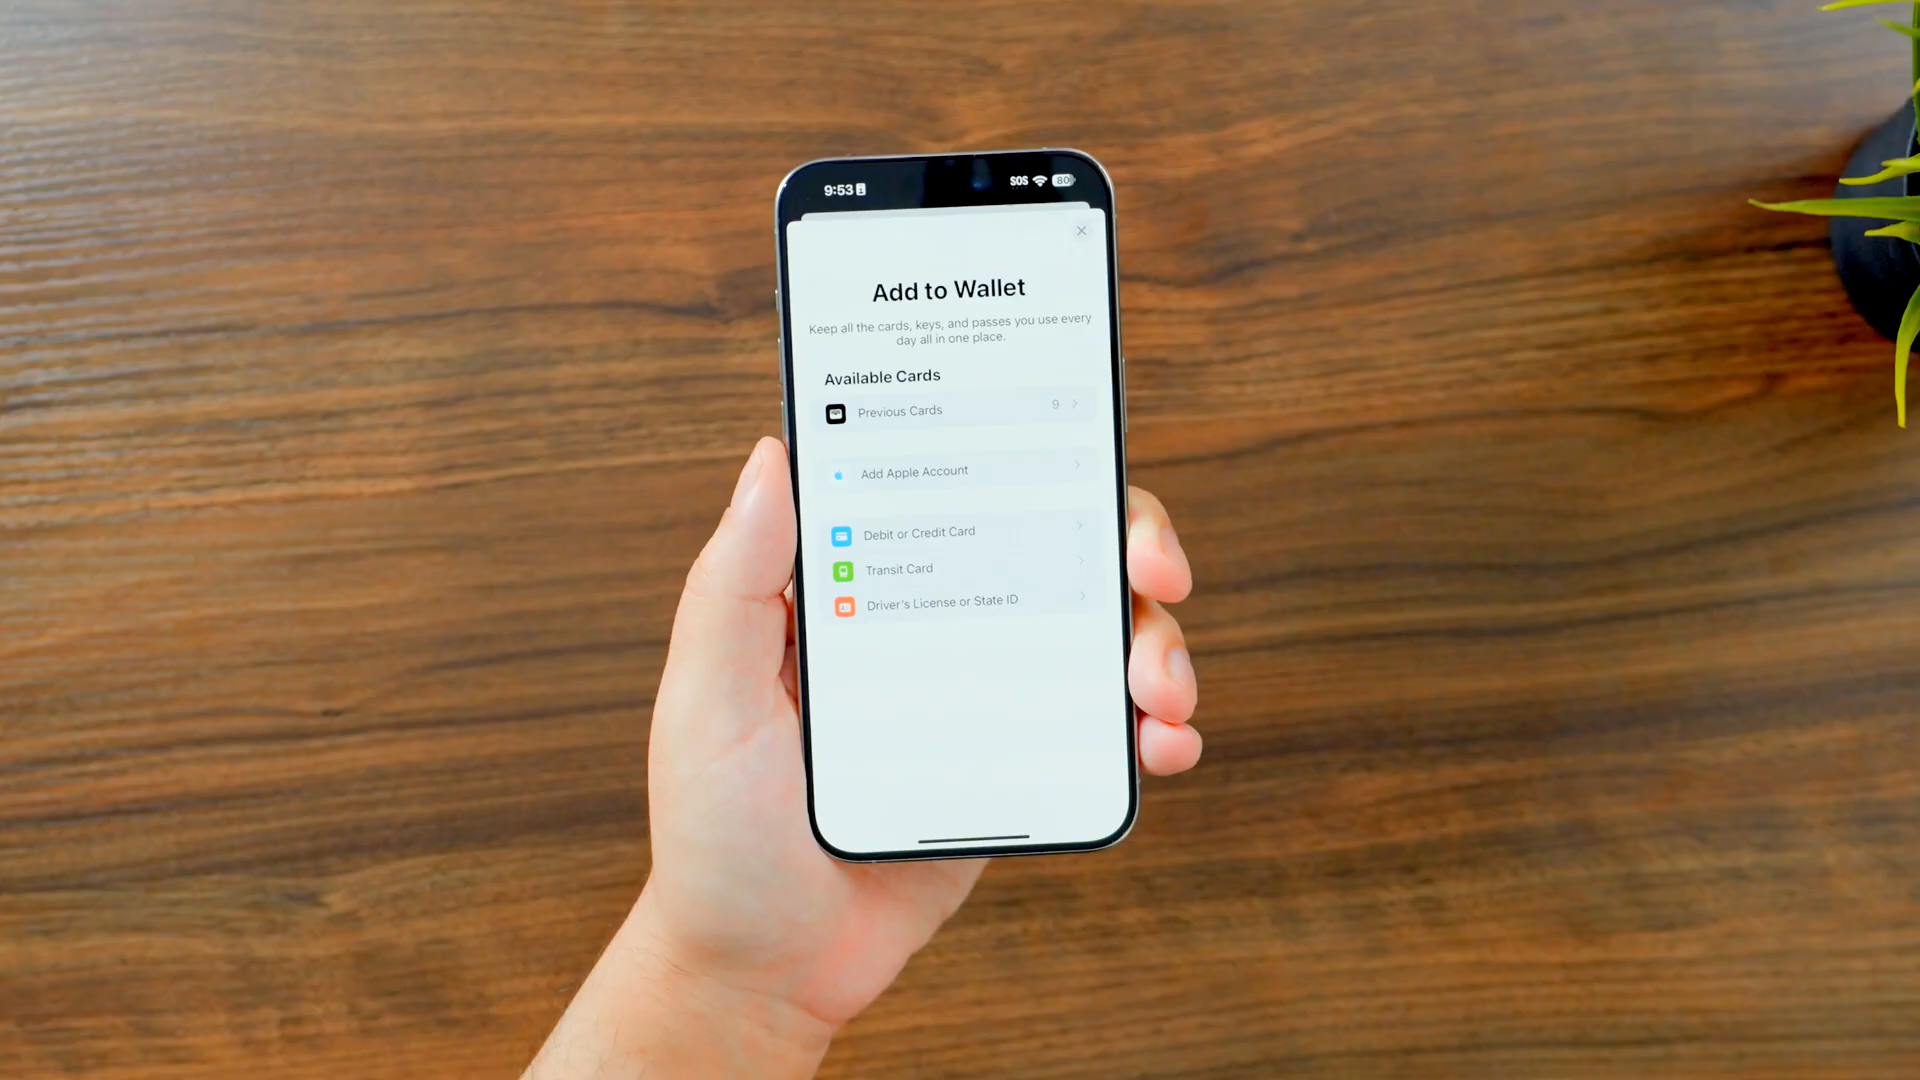 9:53 SOS 80
Add to Wallet
Keep all the cards, keys, and passes you use every
day all in one place.
Available Cards
Previous Cards 9
Add Apple Account
Debit or Credit Card
Transit Card
Driver's License or State ID